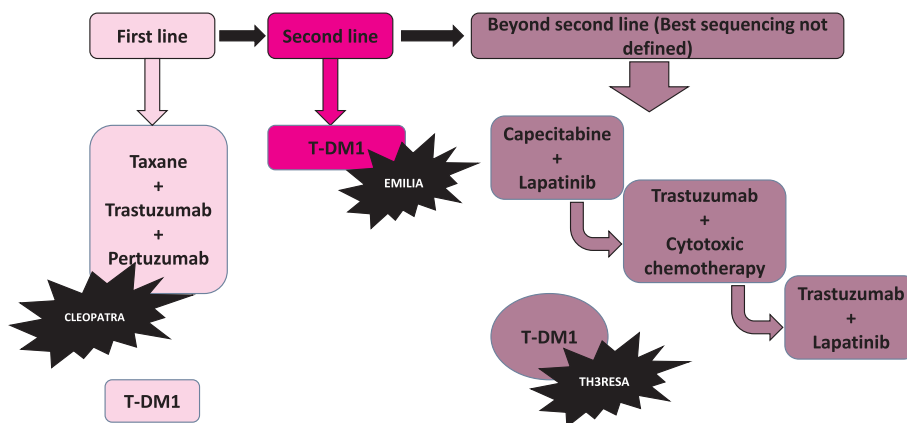 First line
Second line
Beyond second line (Best sequencing not
defined)
Taxane
+
Trastuzumab
+
Pertuzumab
CLEOPATRA
T-DM1
T-DM1
EMILIA
Capecitabine
+
Lapatinib
Trastuzumab
+
Cytotoxic
chemotherapy
Trastuzumab
+
Lapatinib
T-DM1
TH3RESA